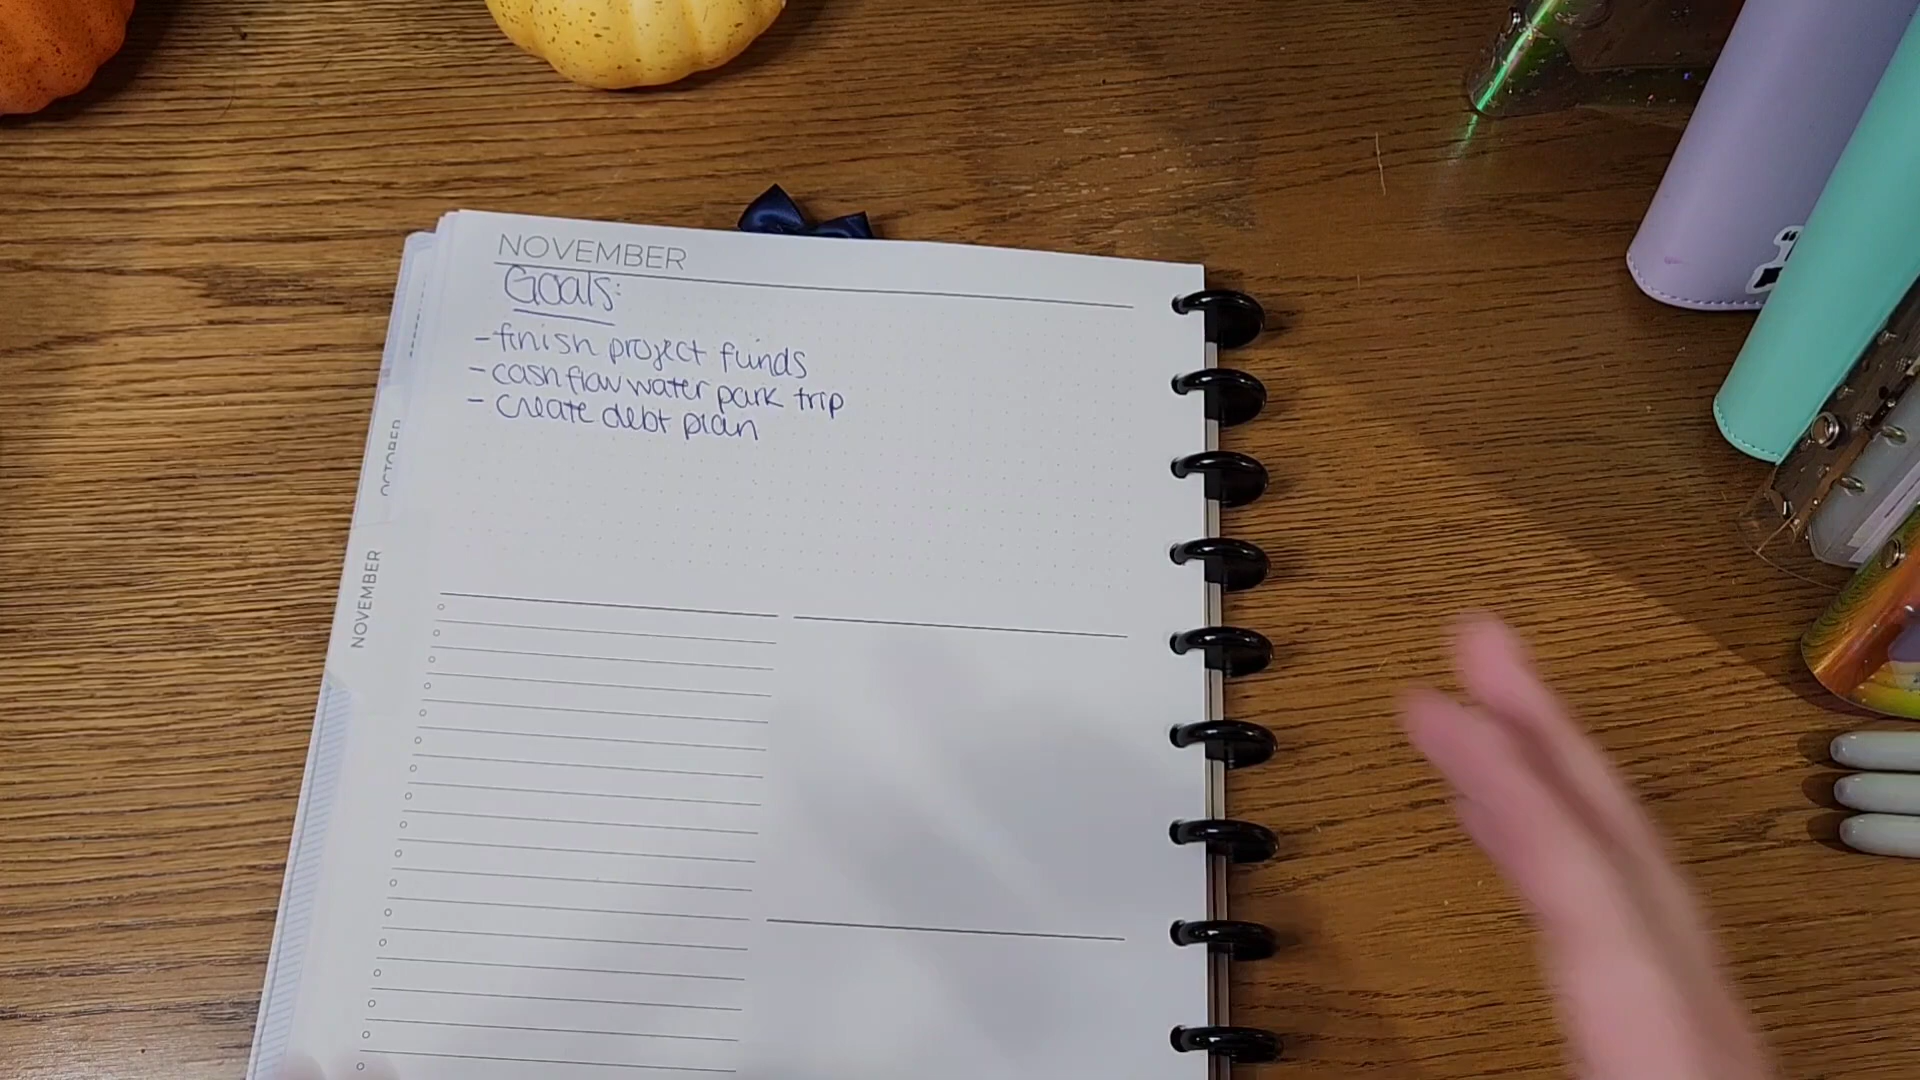 NOVEMBER
Goals:
- finish project funds
- cash flow water park trip
- create debt plan
OCTOBER
NOVEMBER